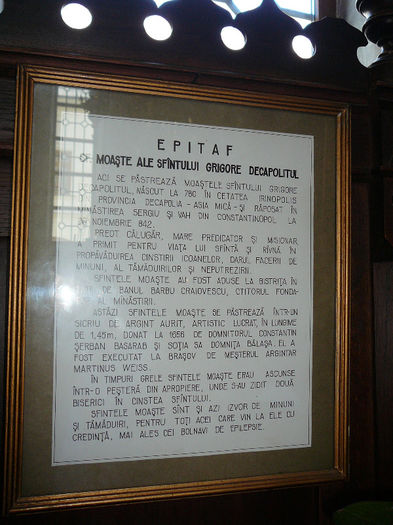 EPITAF
MOAŞTE ALE SFÎNTULUI GRIGORE DECAPOLITUL
ACI SE PĂSTREAZĂ MOAŞTELE SFÎNTULUI GRIGORE
DECAPOLITUL, NĂSCUT LA 780 ÎN CETATEA IRINOPOLIS
PROVINCIA DECAPOLIA - ASIA MICĂ - ŞI RĂPOSAT ÎN
MĂNĂSTIREA SERGIU ŞI VAH DIN CONSTANTINOPOL LA
NOIEMBRIE 842.
PREOT CĂLUGĂR, MARE PREDICATOR ŞI MISIONAR
A PRIMIT PENTRU VIAŢA LUI SFÎNTĂ ŞI RÎVNĂ ÎN
PROPĂVĂDUIREA CINSTIRII ICOANELOR, DARUL FACERII DE
MINUNI, AL TĂMĂDUIRILOR ŞI NEPUTREZIRII.
SFINTELE MOAŞTE AU FOST ADUSE LA BISTRIŢA ÎN
DE BANUL BARBU CRAIOVESCU, CTITORUL FONDA-
AL MÎNĂSTIRII.
ASTĂZI SFINTELE MOAŞTE SE PĂSTREAZĂ ÎNTR-UN
SICRIU DE ARGINT AURIT, ARTISTIC LUCRAT, ÎN LUNGIME
DE 1,45m, DONAT LA 1656 DE DOMNITORUL CONSTANTIN
ŞERBAN BASARAB ŞI SOŢIA SA DOMNIŢA BĂLAŞA. EL A
FOST EXECUTAT LA BRAŞOV DE MEŞTERUL ARGINTAR
MARTINUS WEISS.
ÎN TIMPURI GRELE SFINTELE MOAŞTE ERAU ASCUNSE
ÎNTR-O PEŞTERĂ DIN APROPIERE, UNDE S-AU ZIDIT DOUĂ
BISERICI ÎN CINSTEA SFÎNTULUI.
SFINTELE MOAŞTE SÎNT ŞI AZI IZVOR DE MINUNI
ŞI TĂMĂDUIRI, PENTRU TOŢI ACEI CARE VIN LA ELE CU
CREDINŢĂ, MAI ALES CEI BOLNAVI DE EPILEPSIE.